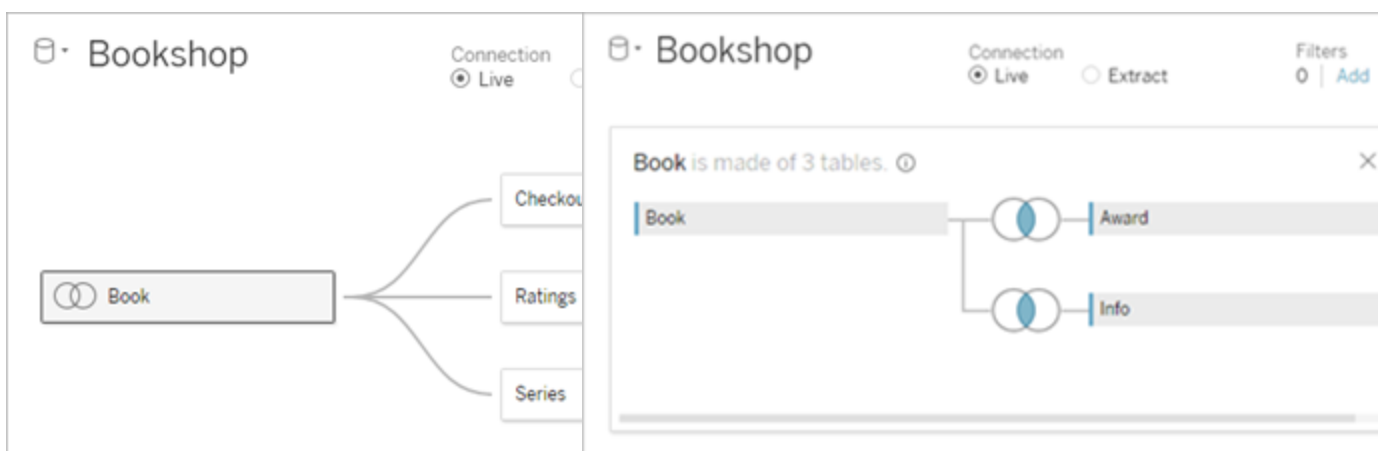 Bookshop
Connection
Live
Checkou
Book
Ratings
Series
Bookshop
Connection
Live Extract
Filters
0 Add
Book is made of 3 tables.
Book
Award
Info